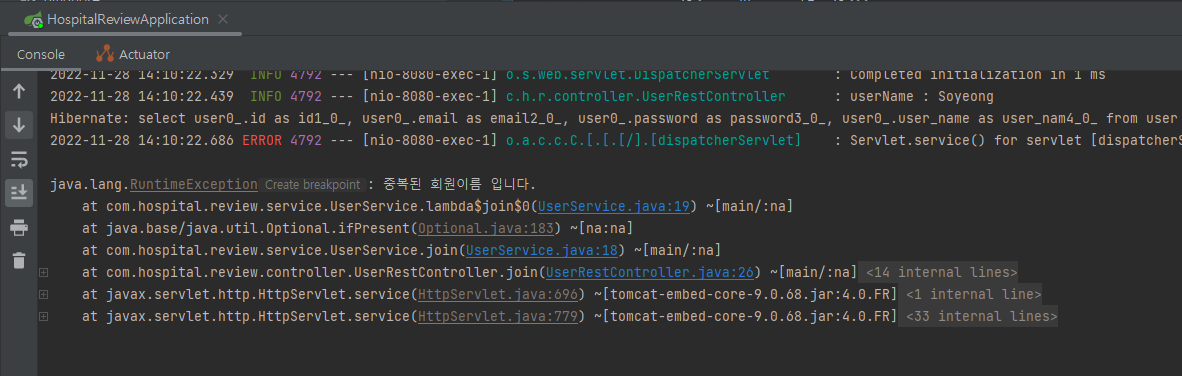 HospitalReviewApplication
Console Actuator
2022-11-28 14:10:22.329 INFO 4792 --- [nio-8080-exec-1] o.s.web.servlet.DispatcherServlet : Completed initialization in 1 ms
2022-11-28 14:10:22.439 INFO 4792 --- [nio-8080-exec-1] c.h.r.controller.UserRestController : userName : Soyeong
Hibernate: select user0_.id as id1_0_, user0_.email as email2_0_, user0_.password as password3_0_, user0_.user_name as user_nam4_0_ from user
2022-11-28 14:10:22.686 ERROR 4792 --- [nio-8080-exec-1] o.a.c.c.C.[.[.[/].[dispatcherServlet] : Servlet.service() for servlet [dispatcherS
java.lang.RuntimeException Create breakpoint : 중복된 회원이름 입니다.
at com.hospital.review.service.UserService.lambda$join$0(UserService.java:19) ~[main/:na]
at java.base/java.util.Optional.ifPresent(Optional.java:183) ~[na:na]
at com.hospital.review.service.UserService.join(UserService.java:18) ~[main/:na]
at com.hospital.review.controller.UserRestController.join(UserRestController.java:26) ~[main/:na] <14 internal lines>
at javax.servlet.http.HttpServlet.service(HttpServlet.java:696) ~[tomcat-embed-core-9.0.68.jar:4.0.FR] <1 internal line>
at javax.servlet.http.HttpServlet.service(HttpServlet.java:779) ~[tomcat-embed-core-9.0.68.jar:4.0.FR] <33 internal lines>